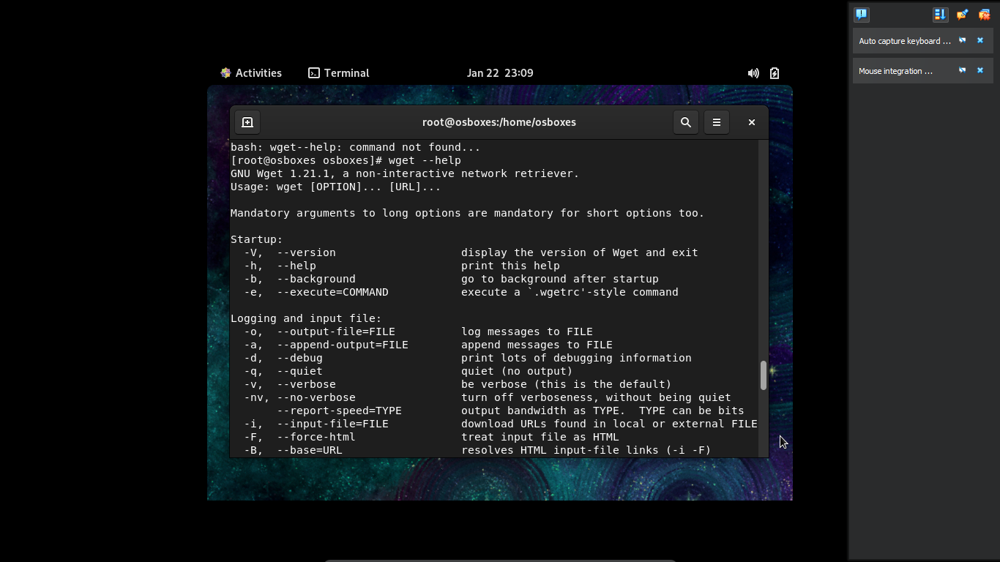 Activities
Terminal
Jan 22 23:09
Auto capture keyboard ...
Mouse integration ...
root@osboxes:/home/osboxes
bash: wget--help: command not found...
[root@osboxes osboxes]# wget --help
GNU Wget 1.21.1, a non-interactive network retriever.
Usage: wget [OPTION]... [URL]...
Mandatory arguments to long options are mandatory for short options too.
Startup:
-V, --version display the version of Wget and exit
-h, --help print this help
-b, --background go to background after startup
-e, --execute=COMMAND execute a `.wgetrc'-style command
Logging and input file:
-o, --output-file=FILE log messages to FILE
-a, --append-output=FILE append messages to FILE
-d, --debug print lots of debugging information
-q, --quiet quiet (no output)
-v, --verbose be verbose (this is the default)
-nv, --no-verbose turn off verboseness, without being quiet
--report-speed=TYPE output bandwidth as TYPE. TYPE can be bits
-i, --input-file=FILE download URLs found in local or external FILE
-F, --force-html treat input file as HTML
-B, --base=URL resolves HTML input-file links (-i -F)